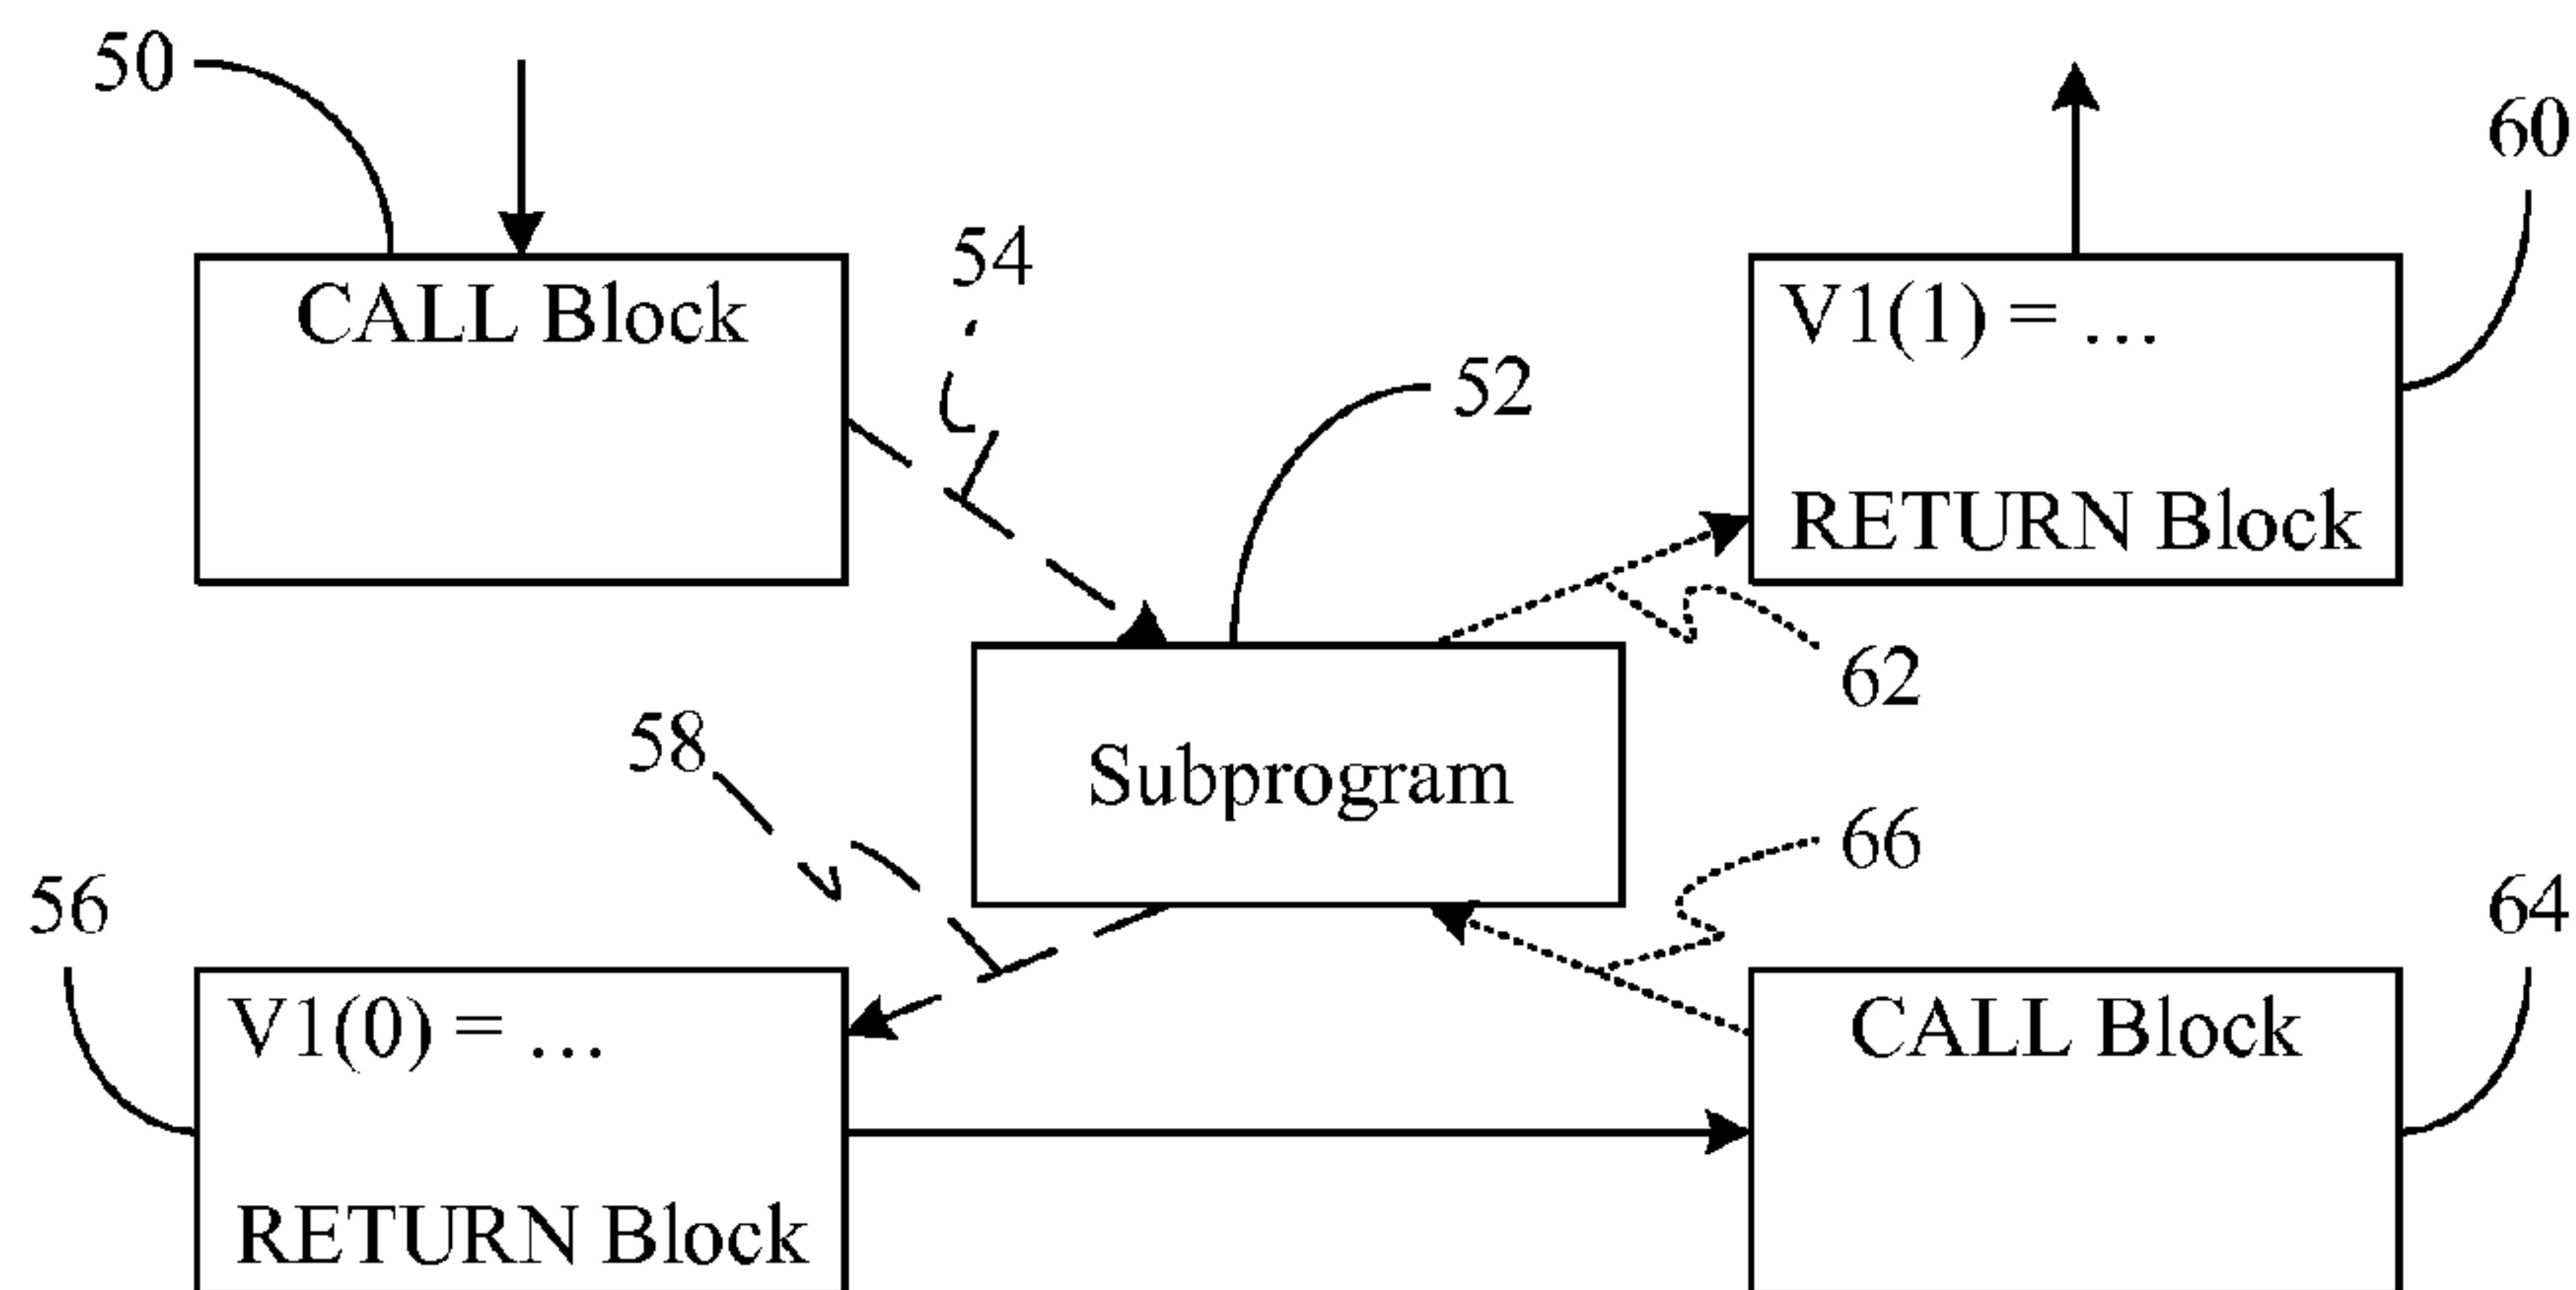 50
60
54
CALL Block
V1(1) = …
52
RETURN Block
62
58
Subprogram
66
56
64
V1(0) = …
CALL Block
RETURN Block